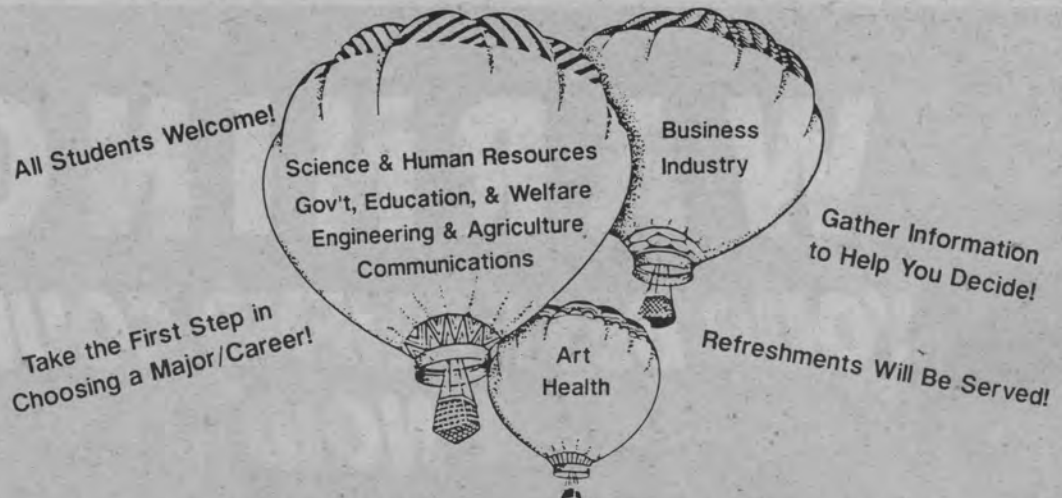 All Students Welcome!
Science & Human Resources
Gov't, Education, & Welfare
Engineering & Agriculture
Communications
Business
Industry
Gather Information
to Help You Decide!
Take the First Step in
Choosing a Major/Career!
Art
Health
Refreshments Will Be Served!